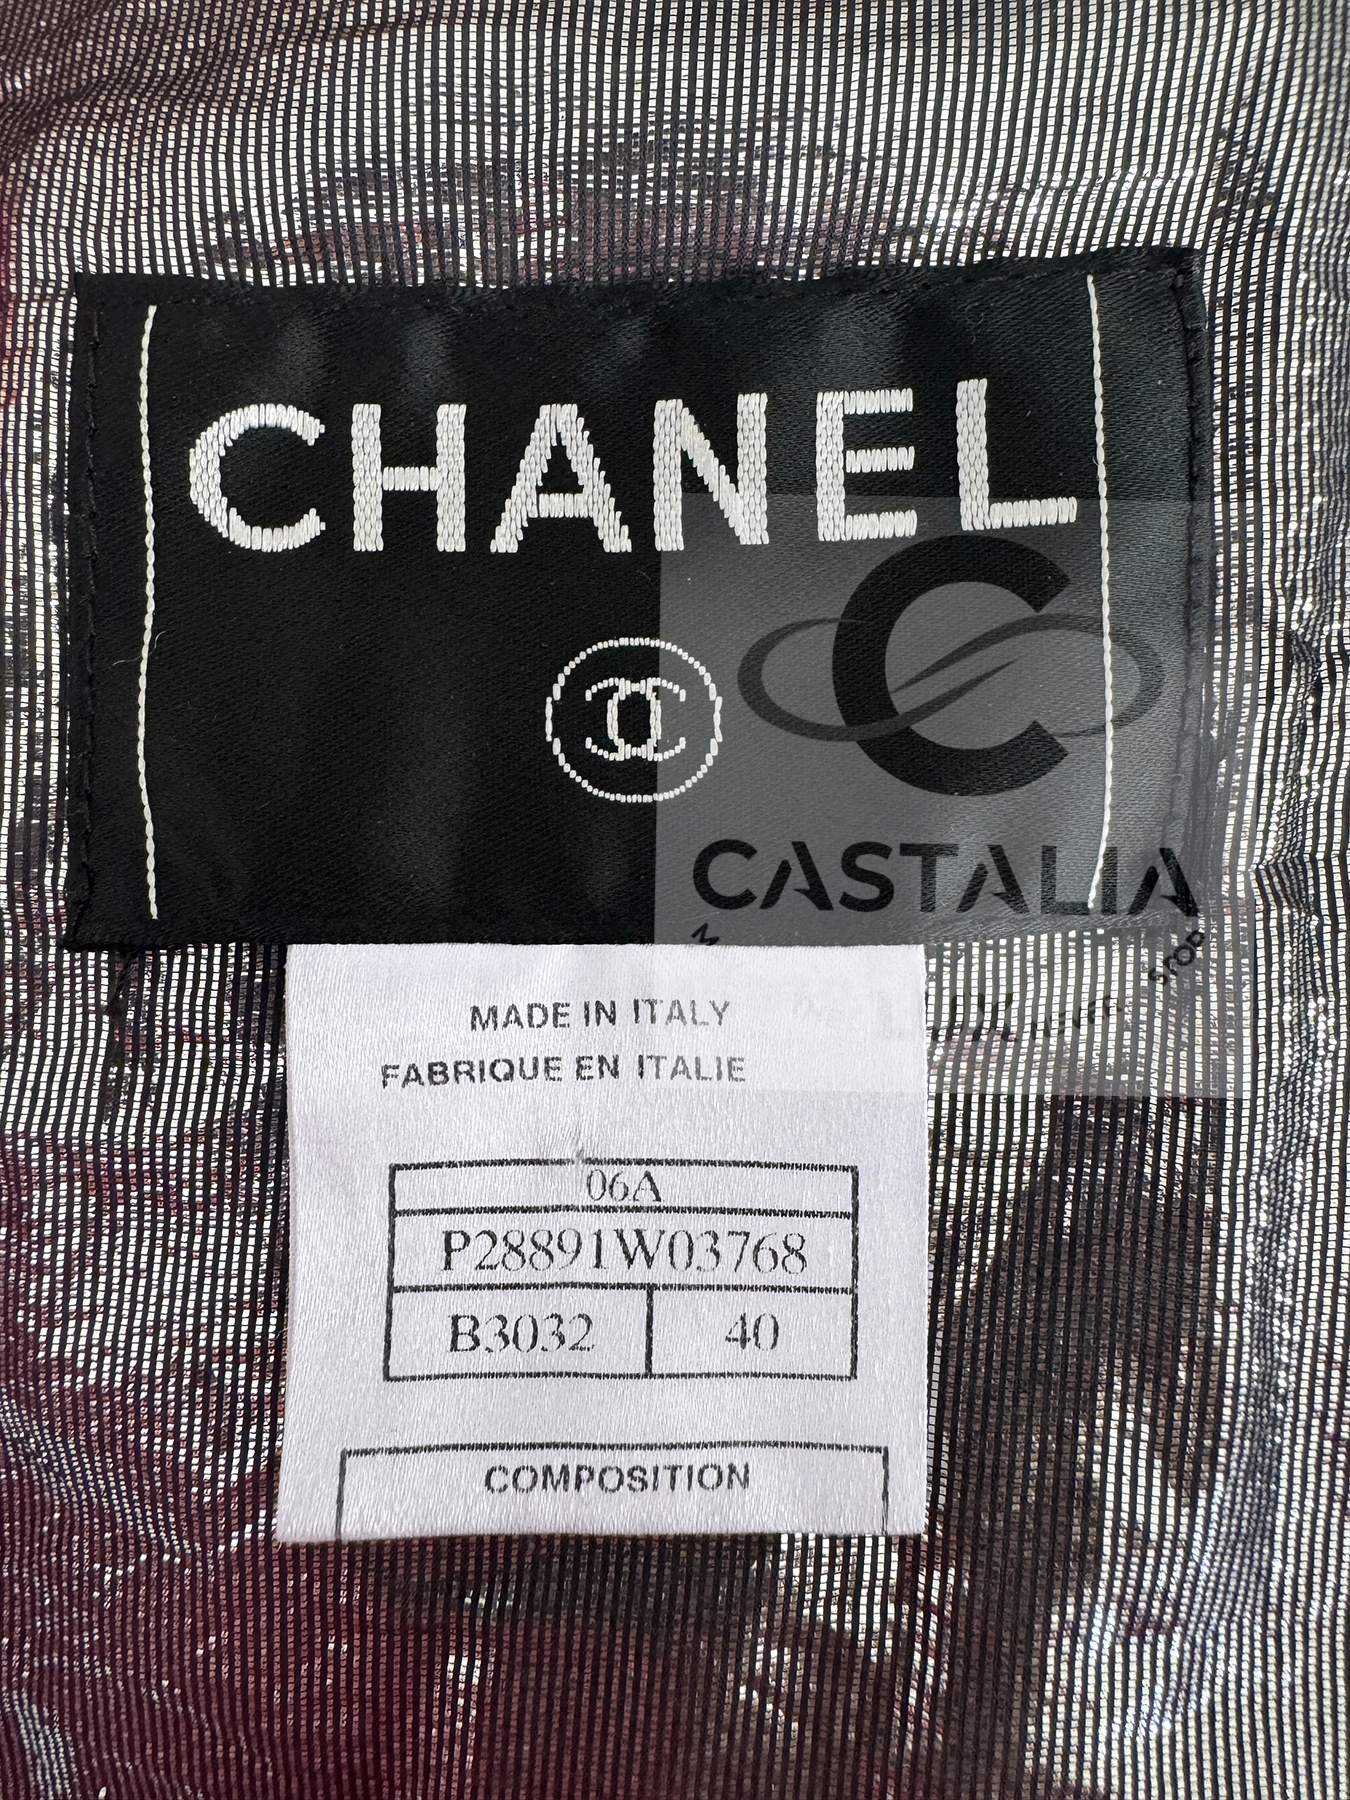 CHANEL
CASTALIA
MADE IN ITALY
FABRIQUE EN ITALIE
06A
P28891W03768
B3032 40
COMPOSITION